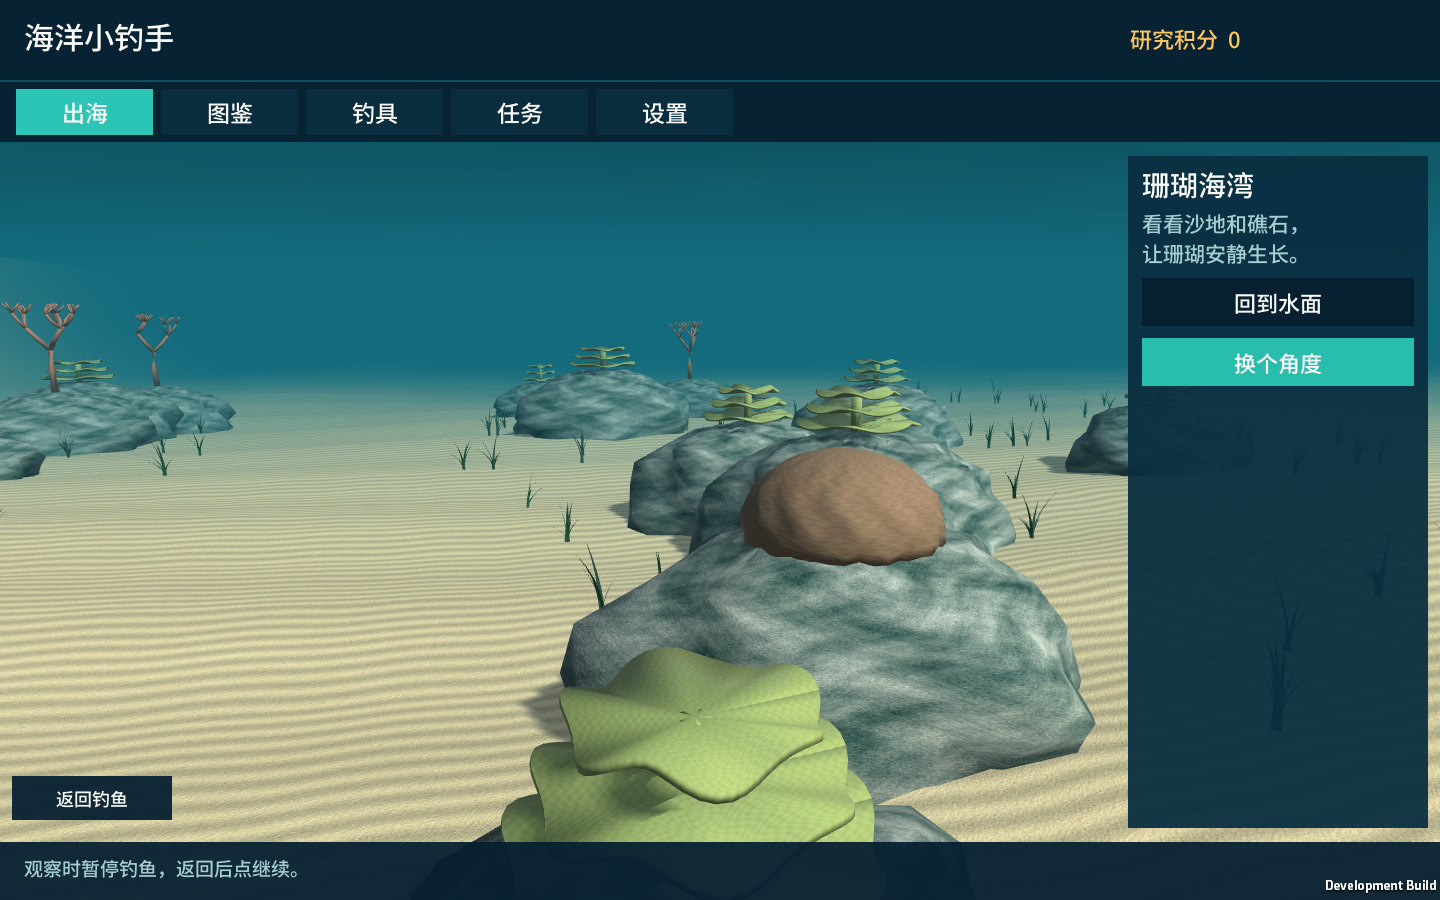 海洋小钓手
研究积分 0
出海
图鉴
钓具
任务
设置
珊瑚海湾
看看沙地和礁石，
让珊瑚安静生长。
回到水面
换个角度
返回钓鱼
观察时暂停钓鱼，返回后点继续。
Development Build